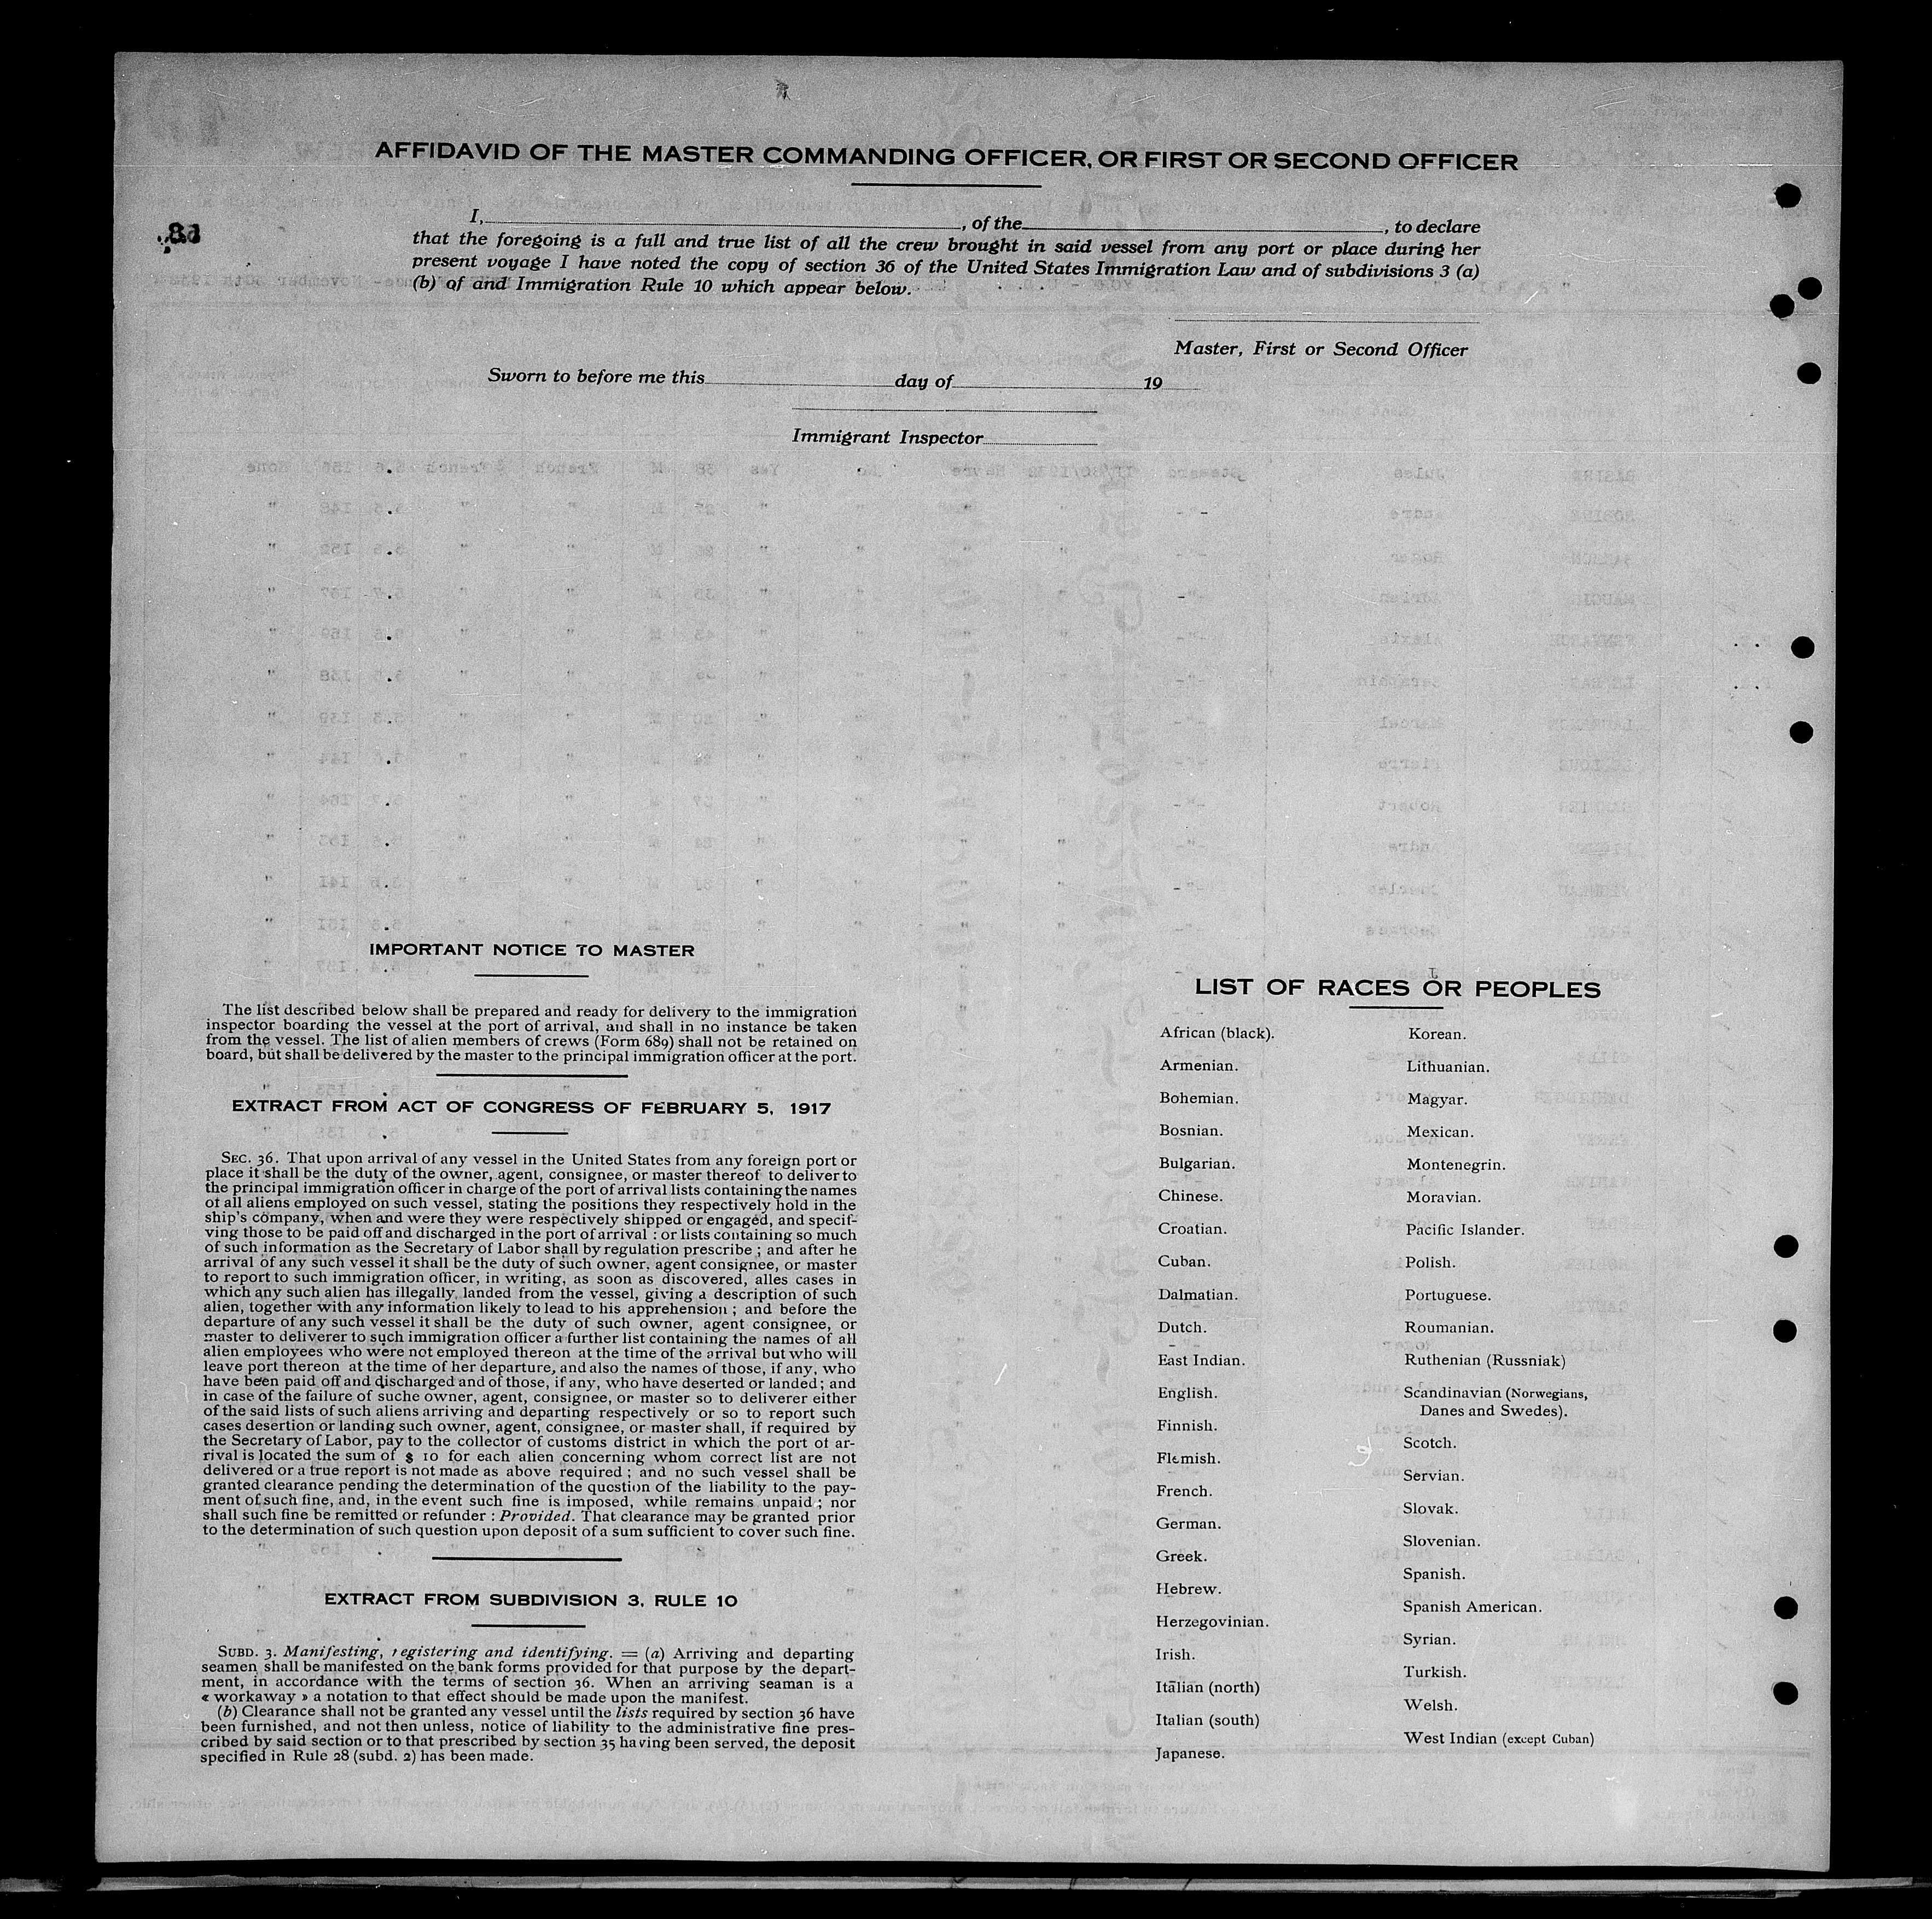 AFFIDAVID OF THE MASTER COMMANDING OFFICER, OR FIRST OR SECOND OFFICER
I, , of the , to declare
that the foregoing is a full and true list of all the crew brought in said vessel from any port or place during her
present voyage I have noted the copy of section 36 of the United States Immigration Law and of subdivisions 3 (a)
(b) of and Immigration Rule 10 which appear below.
Master, First or Second Officer
Sworn to before me this day of 19
Immigrant Inspector
IMPORTANT NOTICE TO MASTER
The list described below shall be prepared and ready for delivery to the immigration
inspector boarding the vessel at the port of arrival, and shall in no instance be taken
from the vessel. The list of alien members of crews (Form 689) shall not be retained on
board, but shall be delivered by the master to the principal immigration officer at the port.
EXTRACT FROM ACT OF CONGRESS OF FEBRUARY 5, 1917
SEC. 36. That upon arrival of any vessel in the United States from any foreign port or
place it shall be the duty of the owner, agent, consignee, or master thereof to deliver to
the principal immigration officer in charge of the port of arrival lists containing the names
of all aliens employed on such vessel, stating the positions they respectively hold in the
ship's company, when and were they were respectively shipped or engaged, and specif-
ving those to be paid off and discharged in the port of arrival : or lists containing so much
of such information as the Secretary of Labor shall by regulation prescribe ; and after he
arrival of any such vessel it shall be the duty of such owner, agent consignee, or master
to report to such immigration officer, in writing, as soon as discovered, alles cases in
which any such alien has illegally landed from the vessel, giving a description of such
alien, together with any information likely to lead to his apprehension ; and before the
departure of any such vessel it shall be the duty of such owner, agent consignee, or
master to deliverer to such immigration officer a further list containing the names of all
alien employees who were not employed thereon at the time of the arrival but who will
leave port thereon at the time of her departure, and also the names of those, if any, who
have been paid off and discharged and of those, if any, who have deserted or landed ; and
in case of the failure of suche owner, agent, consignee, or master so to deliverer either
of the said lists of such aliens arriving and departing respectively or so to report such
cases desertion or landing such owner, agent, consignee, or master shall, if required by
the Secretary of Labor, pay to the collector of customs district in which the port of ar-
rival is located the sum of $ 10 for each alien concerning whom correct list are not
delivered or a true report is not made as above required ; and no such vessel shall be
granted clearance pending the determination of the question of the liability to the pay-
ment of such fine, and, in the event such fine is imposed, while remains unpaid ; nor
shall such fine be remitted or refunder : Provided. That clearance may be granted prior
to the determination of such question upon deposit of a sum sufficient to cover such fine.
EXTRACT FROM SUBDIVISION 3, RULE 10
SUBD. 3. Manifesting, registering and identifying. = (a) Arriving and departing
seamen shall be manifested on the bank forms provided for that purpose by the depart-
ment, in accordance with the terms of section 36. When an arriving seaman is a
« workaway » a notation to that effect should be made upon the manifest.
(b) Clearance shall not be granted any vessel until the lists required by section 36 have
been furnished, and not then unless, notice of liability to the administrative fine pres-
cribed by said section or to that prescribed by section 35 having been served, the deposit
specified in Rule 28 (subd. 2) has been made.
LIST OF RACES OR PEOPLES
African (black).
Armenian.
Bohemian.
Bosnian.
Bulgarian.
Chinese.
Croatian.
Cuban.
Dalmatian.
Dutch.
East Indian.
English.
Finnish.
Flemish.
French.
German.
Greek.
Hebrew.
Herzegovinian.
Irish.
Italian (north)
Italian (south)
Japanese.
Korean.
Lithuanian.
Magyar.
Mexican.
Montenegrin.
Moravian.
Pacific Islander.
Polish.
Portuguese.
Roumanian.
Ruthenian (Russniak)
Scandinavian (Norwegians,
Danes and Swedes).
Scotch.
Servian.
Slovak.
Slovenian.
Spanish.
Spanish American.
Syrian.
Turkish.
Welsh.
West Indian (except Cuban)